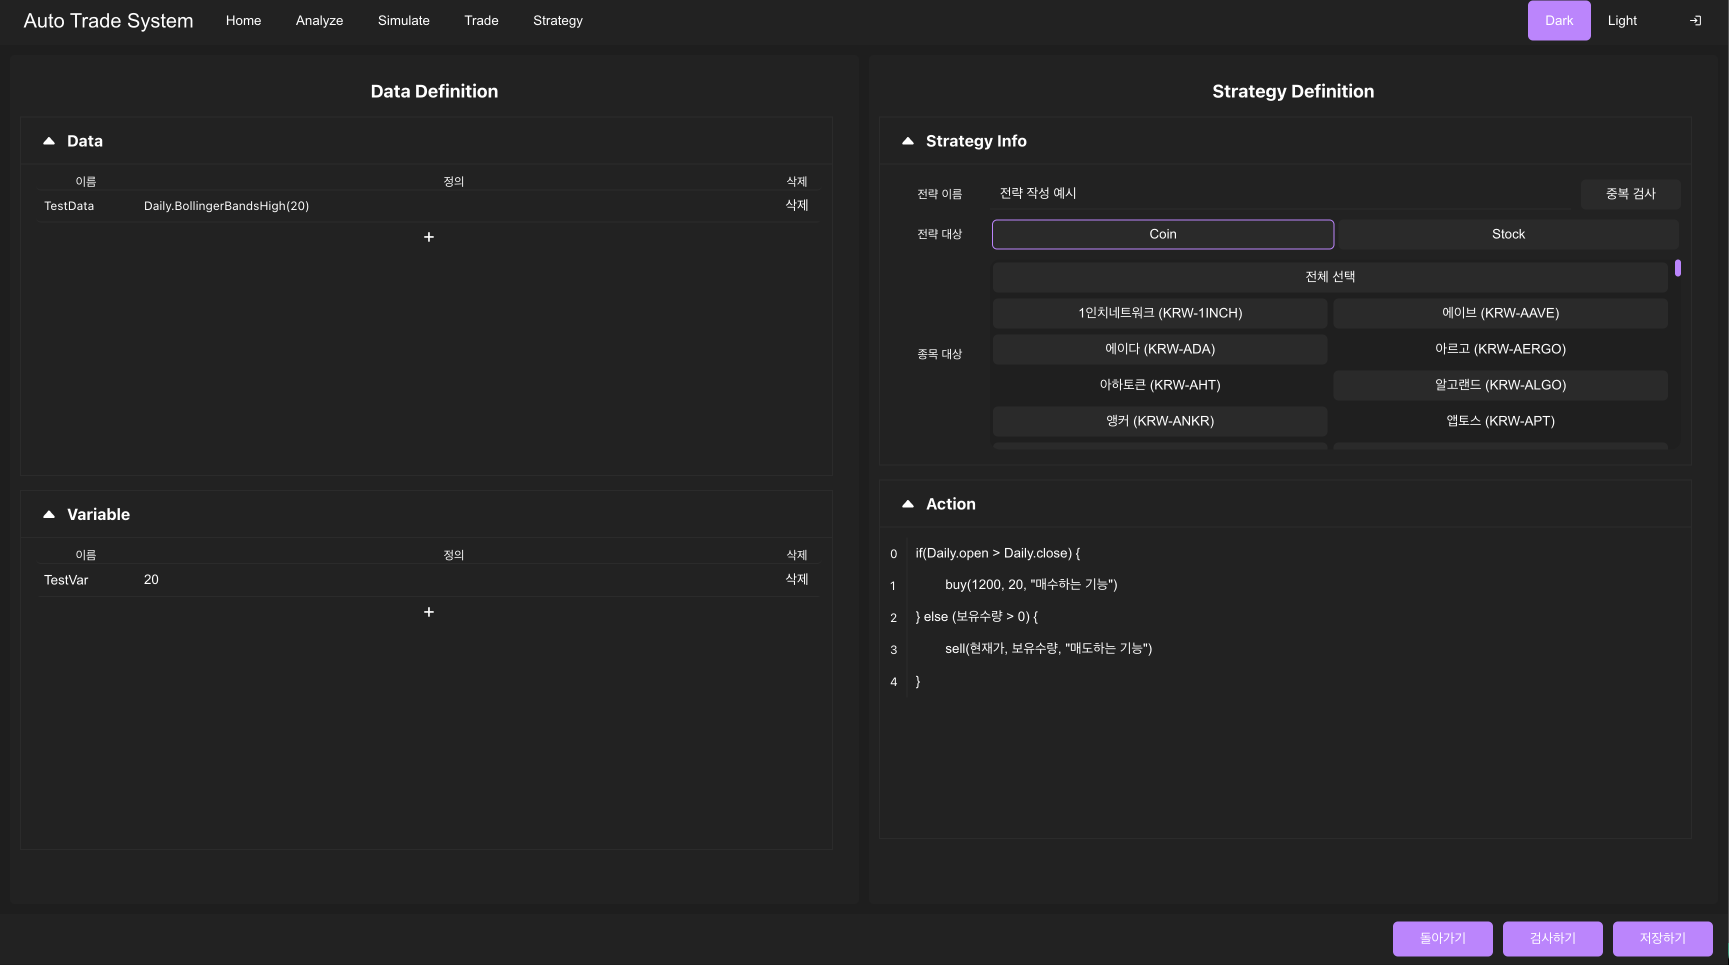 Auto Trade System Home Analyze Simulate Trade Strategy Dark Light
Data Definition
Data
이름 정의 삭제
TestData Daily.BollingerBandsHigh(20) 삭제
+
Variable
이름 정의 삭제
TestVar 20 삭제
+
Strategy Definition
Strategy Info
전략 이름 전략 작성 예시 중복 검사
전략 대상 Coin Stock
종목 대상
전체 선택
1인치네트워크 (KRW-1INCH) 에이브 (KRW-AAVE)
에이다 (KRW-ADA) 아르고 (KRW-AERGO)
아하토큰 (KRW-AHT) 알고랜드 (KRW-ALGO)
앵커 (KRW-ANKR) 앱토스 (KRW-APT)
Action
0 if(Daily.open > Daily.close) {
1 buy(1200, 20, "매수하는 기능")
2 } else (보유수량 > 0) {
3 sell(현재가, 보유수량, "매도하는 기능")
4 }
돌아가기 검사하기 저장하기